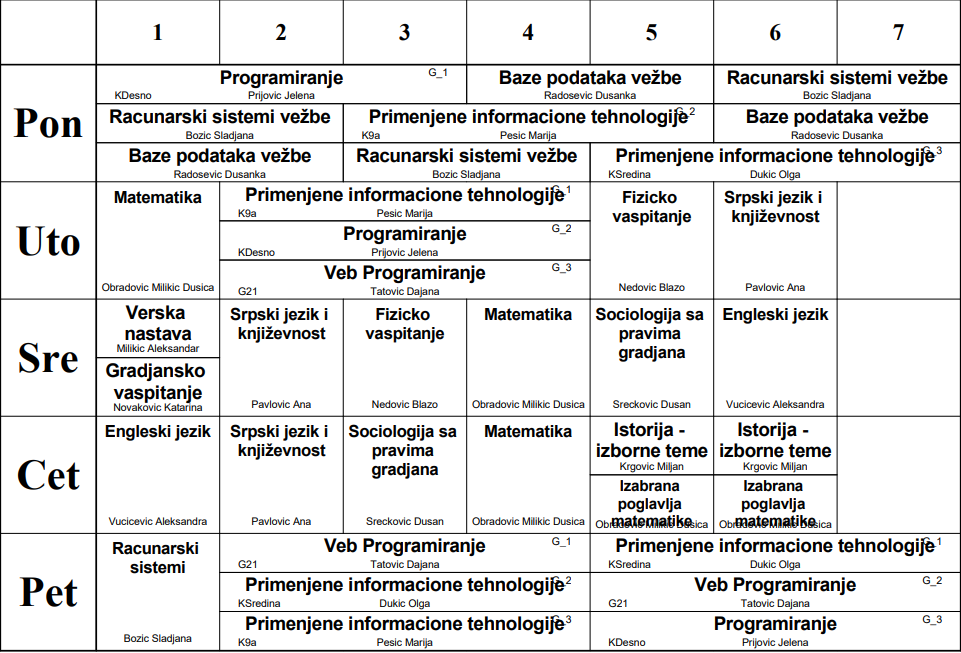 1 2 3 4 5 6 7
Pon
Programiranje G_1
KDesno Prijovic Jelena
Baze podataka vežbe
Radosevic Dusanka
Racunarski sistemi vežbe
Bozic Sladjana
Racunarski sistemi vežbe
Bozic Sladjana
Primenjene informacione tehnologije G_2
K9a Pesic Marija
Baze podataka vežbe
Radosevic Dusanka
Baze podataka vežbe
Radosevic Dusanka
Racunarski sistemi vežbe
Bozic Sladjana
Primenjene informacione tehnologije G_3
KSredina Dukic Olga
Uto
Matematika
Obradovic Milikic Dusica
Primenjene informacione tehnologije G_1
K9a Pesic Marija
Programiranje G_2
KDesno Prijovic Jelena
Veb Programiranje G_3
G21 Tatovic Dajana
Fizicko
vaspitanje
Nedovic Blazo
Srpski jezik i
književnost
Pavlovic Ana
Sre
Verska
nastava
Milikic Aleksandar
Gradjansko
vaspitanje
Novakovic Katarina
Srpski jezik i
književnost
Pavlovic Ana
Fizicko
vaspitanje
Nedovic Blazo
Matematika
Obradovic Milikic Dusica
Sociologija sa
pravima
gradjana
Sreckovic Dusan
Engleski jezik
Vucicevic Aleksandra
Cet
Engleski jezik
Vucicevic Aleksandra
Srpski jezik i
književnost
Pavlovic Ana
Sociologija sa
pravima
gradjana
Sreckovic Dusan
Matematika
Obradovic Milikic Dusica
Istorija -
izborne teme
Krgovic Miljan
Izabrana
poglavlja
matematike
Obradovic Milikic Dusica
Istorija -
izborne teme
Krgovic Miljan
Izabrana
poglavlja
matematike
Obradovic Milikic Dusica
Pet
Racunarski
sistemi
Bozic Sladjana
Veb Programiranje G_1
G21 Tatovic Dajana
Primenjene informacione tehnologije G_2
KSredina Dukic Olga
Primenjene informacione tehnologije G_3
K9a Pesic Marija
Primenjene informacione tehnologije G_1
KSredina Dukic Olga
Veb Programiranje G_2
G21 Tatovic Dajana
Programiranje G_3
KDesno Prijovic Jelena